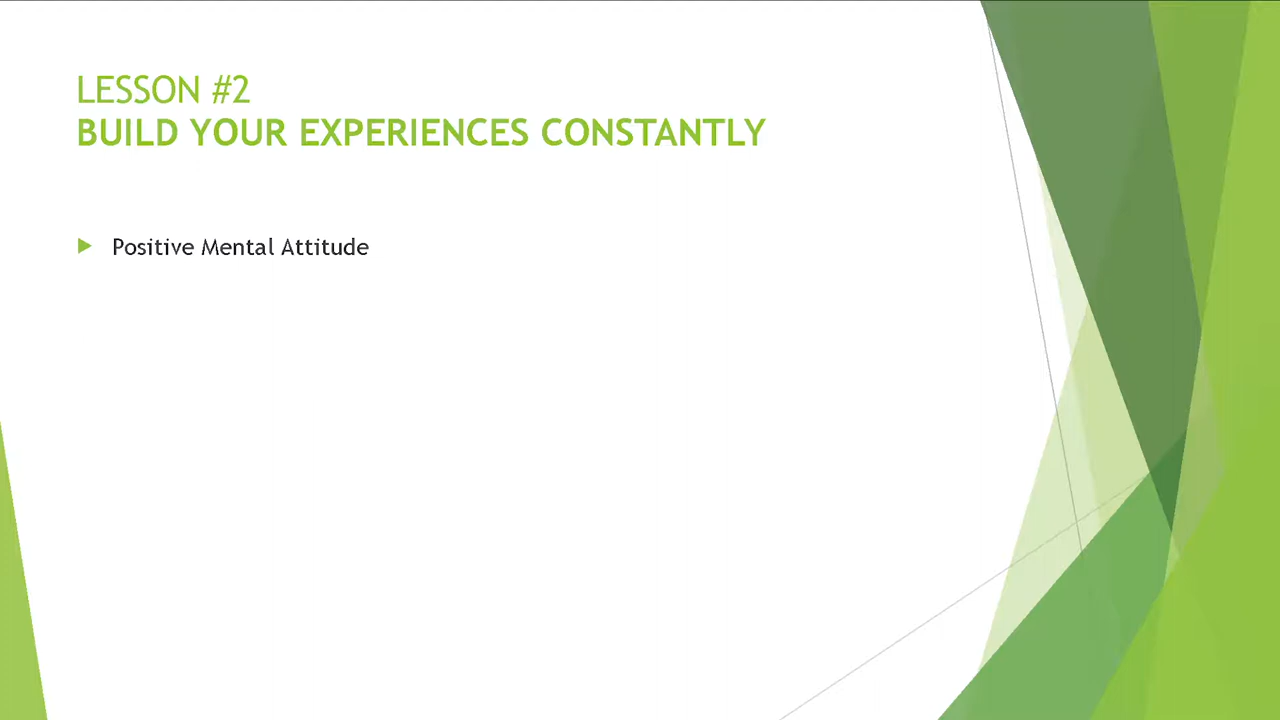 LESSON #2
BUILD YOUR EXPERIENCES CONSTANTLY
Positive Mental Attitude